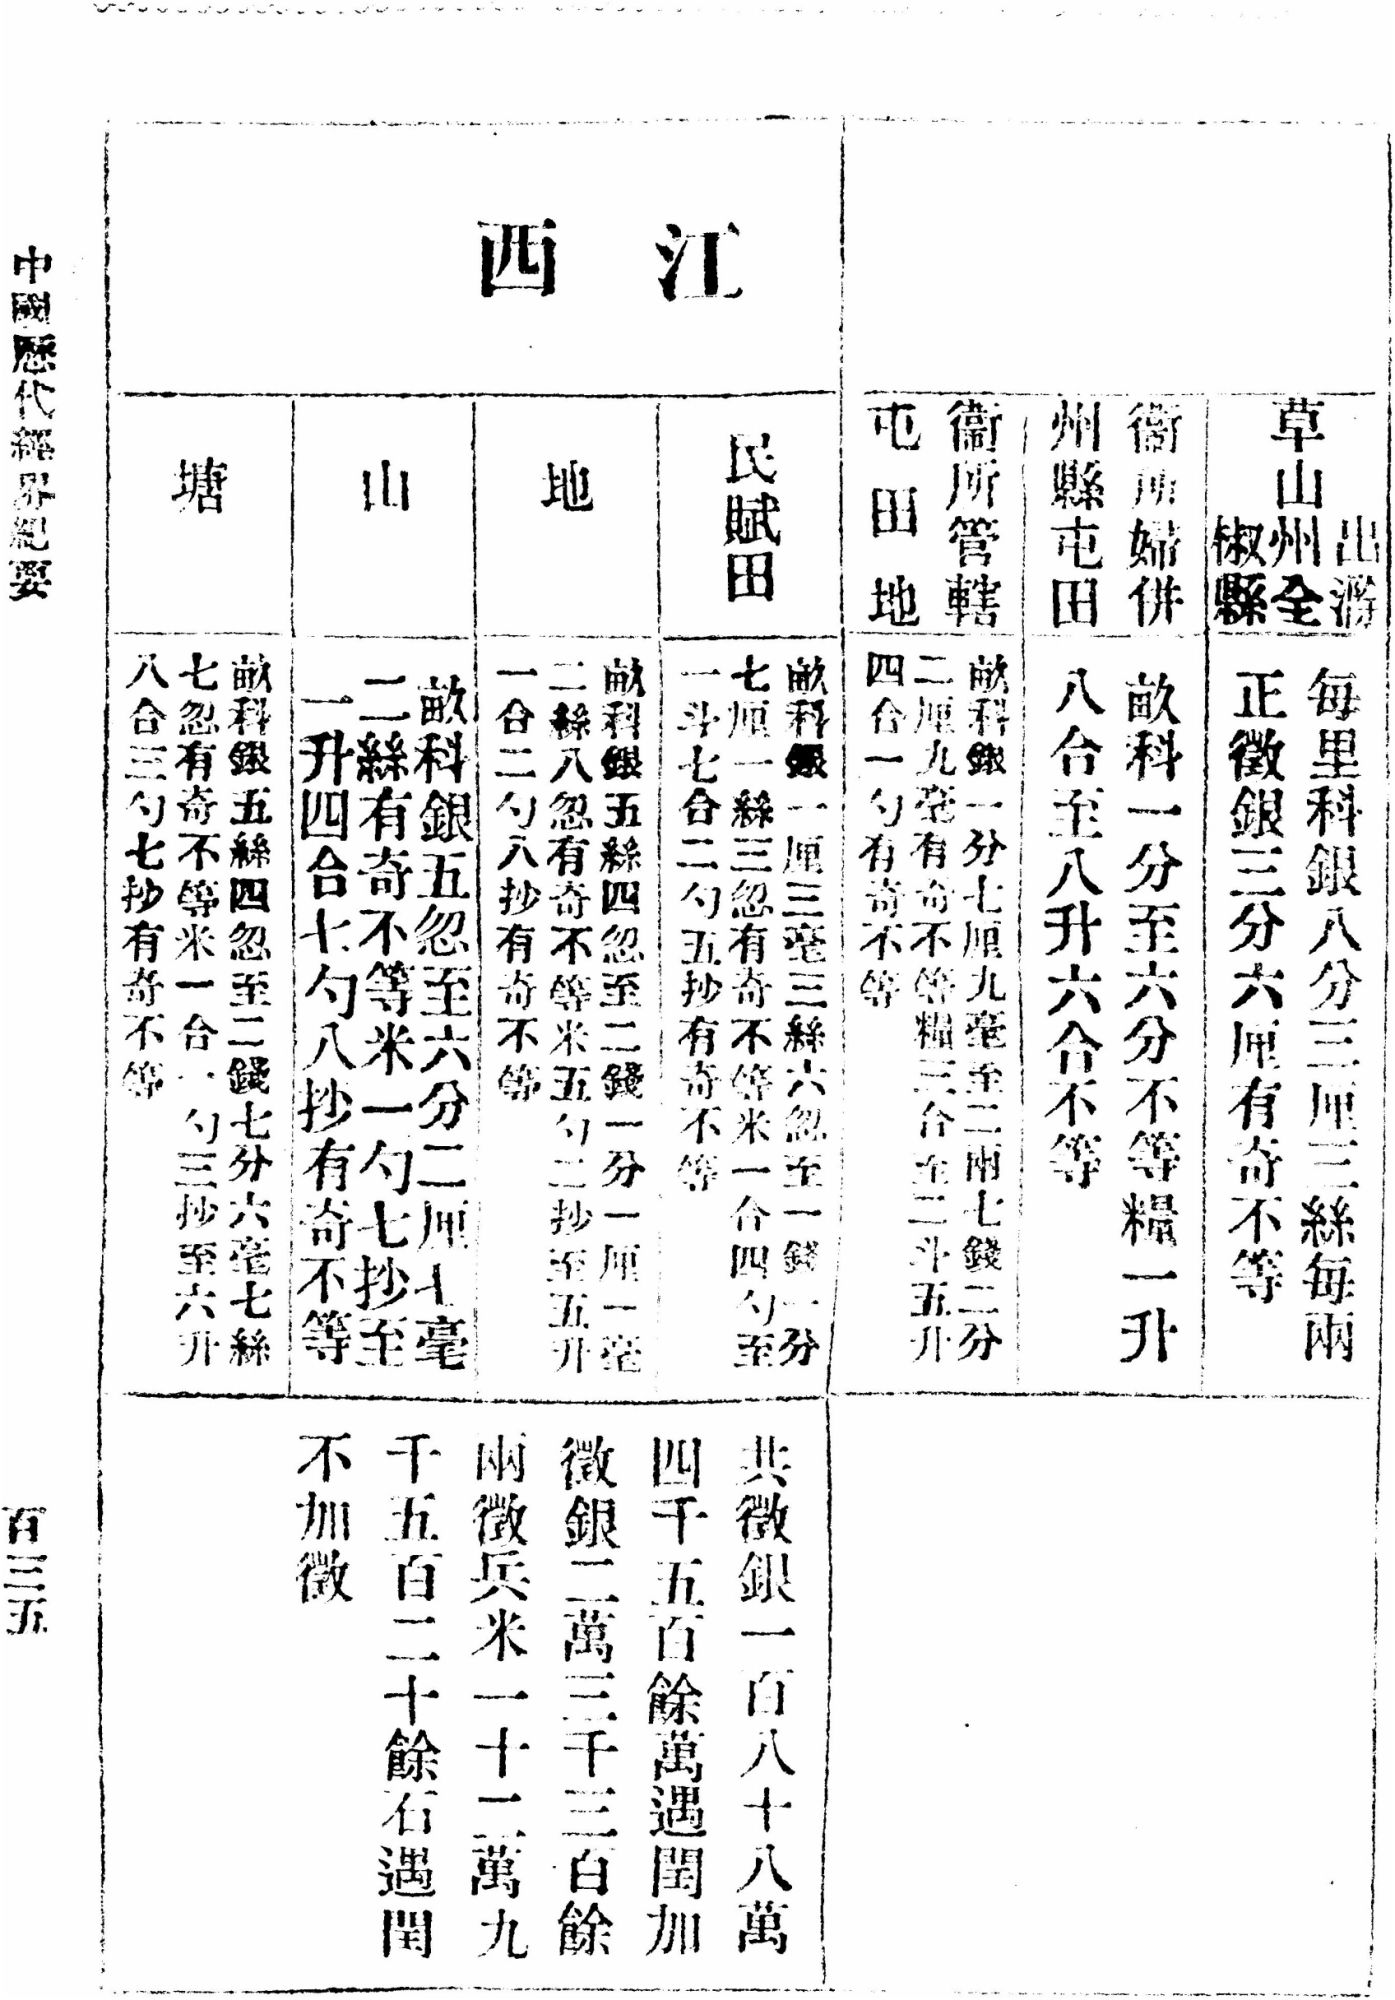 草山出滁
州全
椒縣
每里科銀八分三厘三絲每兩
正徵銀三分六厘有奇不等
衞所歸併
州縣屯田
畝科一分至六分不等糧一升
八合至八升六合不等
衞所管轄
屯田地
畝科銀一分七厘九毫至二兩七錢二分
二厘九毫有奇不等糧三合至二斗五升
四合一勺有奇不等
江西
民賦田
畝科銀一厘三毫三絲六忽至一錢一分
七厘一絲三忽有奇不等米一合四勺至
一斗七合二勺五抄有奇不等
地
畝科銀五絲四忽至二錢一分一厘一毫
二絲八忽有奇不等米五勺二抄至五升
一合二勺八抄有奇不等
山
畝科銀五忽至六分二厘七毫
二絲有奇不等米一勺七抄至
一升四合七勺八抄有奇不等
塘
畝科銀五絲四忽至二錢七分六毫七絲
七忽有奇不等米一合一勺三抄至六升
八合三勺七抄有奇不等
共徵銀一百八十八萬
四千五百餘萬遇閏加
徵銀二萬三千三百餘
兩徵兵米一十二萬九
千五百二十餘石遇閏
不加徵
中國歷代經界紀要
百三五